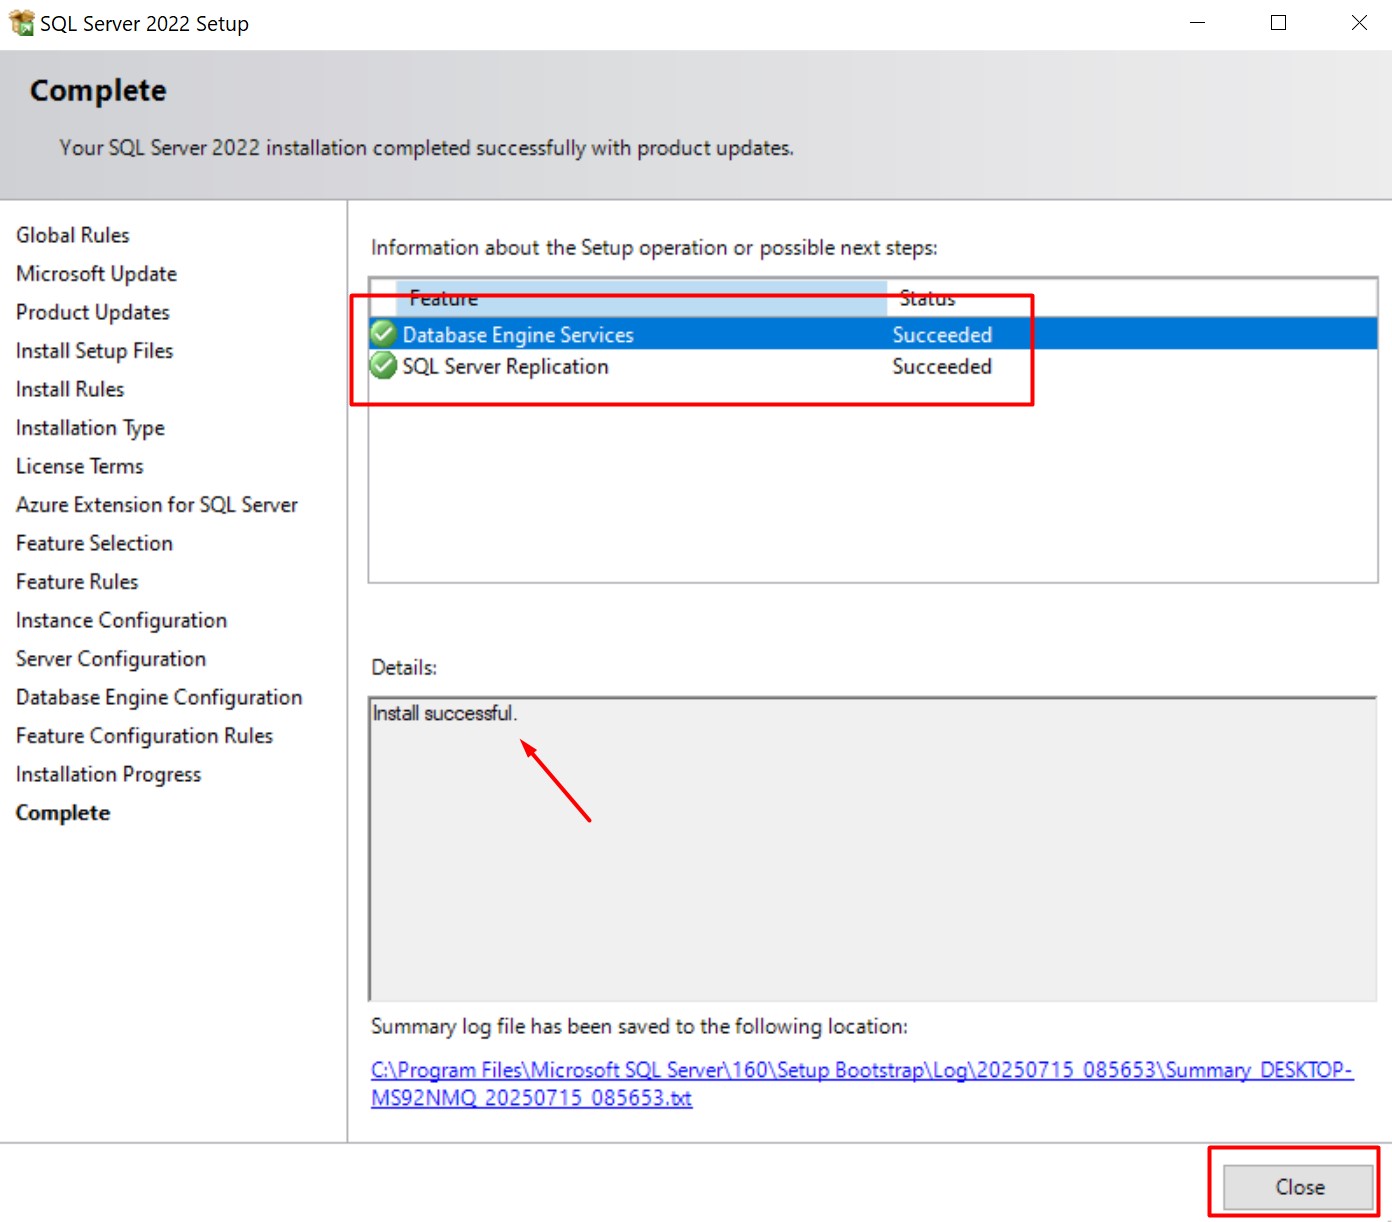 SQL Server 2022 Setup
Complete
Your SQL Server 2022 installation completed successfully with product updates.
Global Rules
Microsoft Update
Product Updates
Install Setup Files
Install Rules
Installation Type
License Terms
Azure Extension for SQL Server
Feature Selection
Feature Rules
Instance Configuration
Server Configuration
Database Engine Configuration
Feature Configuration Rules
Installation Progress
Complete
Information about the Setup operation or possible next steps:
Feature Status
Database Engine Services Succeeded
SQL Server Replication Succeeded
Details:
Install successful.
Summary log file has been saved to the following location:
C:\Program Files\Microsoft SQL Server\160\Setup Bootstrap\Log\20250715_085653\Summary_DESKTOP-
MS92NMQ_20250715_085653.txt
Close